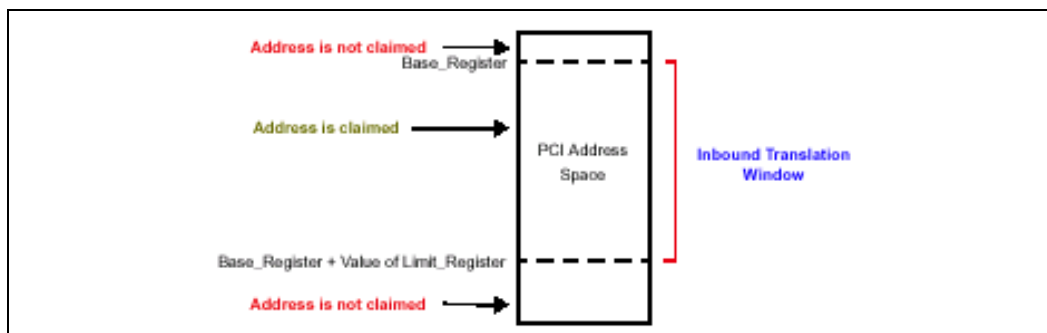 Address is not claimed
Base_Register
Address is claimed
PCI Address
Space
Inbound Translation
Window
Base_Register + Value of Limit_Register
Address is not claimed